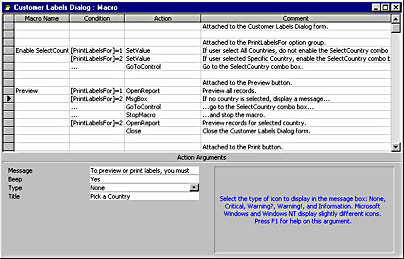 Customer Labels Dialog : Macro
Macro Name Condition Action Comment
Attached to the Customer Labels Dialog form.
Attached to the PrintLabelsFor option group.
Enable SelectCount [PrintLabelsFor]=1 SetValue If user select All Countries, do not enable the SelectCountry combo
[PrintLabelsFor]=2 SetValue If user selected Specific Country, enable the SelectCountry combo b
... GoToControl Go to the SelectCountry combo box.
Attached to the Preview button.
Preview [PrintLabelsFor]=1 OpenReport Preview all records.
[PrintLabelsFor]=2 MsgBox If no country is selected, display a message...
... GoToControl ...go to the SelectCountry combo box...
... StopMacro ...and stop the macro.
[PrintLabelsFor]=2 OpenReport Preview records for selected country.
Close Close the Customer Labels Dialog form.
Attached to the Print button.
Action Arguments
Message To preview or print labels, you must
Beep Yes
Type None
Title Pick a Country
Select the type of icon to display in the message box: None,
Critical, Warning?, Warning!, and Information. Microsoft
Windows and Windows NT display slightly different icons.
Press F1 for help on this argument.